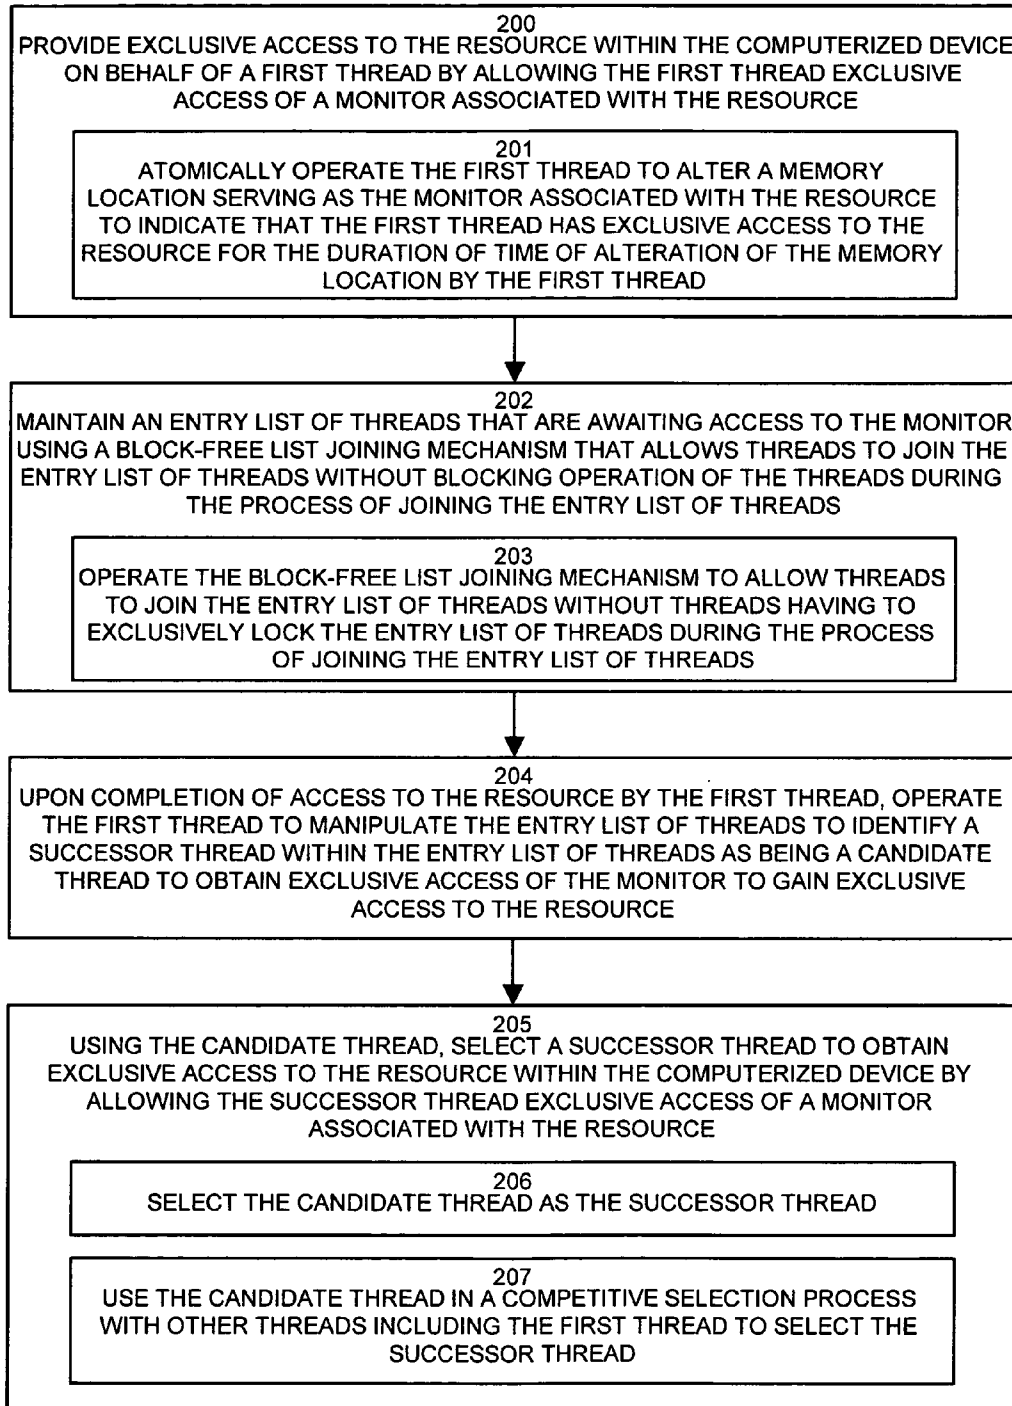 200
PROVIDE EXCLUSIVE ACCESS TO THE RESOURCE WITHIN THE COMPUTERIZED DEVICE
ON BEHALF OF A FIRST THREAD BY ALLOWING THE FIRST THREAD EXCLUSIVE
ACCESS OF A MONITOR ASSOCIATED WITH THE RESOURCE
201
ATOMICALLY OPERATE THE FIRST THREAD TO ALTER A MEMORY
LOCATION SERVING AS THE MONITOR ASSOCIATED WITH THE RESOURCE
TO INDICATE THAT THE FIRST THREAD HAS EXCLUSIVE ACCESS TO THE
RESOURCE FOR THE DURATION OF TIME OF ALTERATION OF THE MEMORY
LOCATION BY THE FIRST THREAD
202
MAINTAIN AN ENTRY LIST OF THREADS THAT ARE AWAITING ACCESS TO THE MONITOR
USING A BLOCK-FREE LIST JOINING MECHANISM THAT ALLOWS THREADS TO JOIN THE
ENTRY LIST OF THREADS WITHOUT BLOCKING OPERATION OF THE THREADS DURING
THE PROCESS OF JOINING THE ENTRY LIST OF THREADS
203
OPERATE THE BLOCK-FREE LIST JOINING MECHANISM TO ALLOW THREADS
TO JOIN THE ENTRY LIST OF THREADS WITHOUT THREADS HAVING TO
EXCLUSIVELY LOCK THE ENTRY LIST OF THREADS DURING THE PROCESS
OF JOINING THE ENTRY LIST OF THREADS
204
UPON COMPLETION OF ACCESS TO THE RESOURCE BY THE FIRST THREAD, OPERATE
THE FIRST THREAD TO MANIPULATE THE ENTRY LIST OF THREADS TO IDENTIFY A
SUCCESSOR THREAD WITHIN THE ENTRY LIST OF THREADS AS BEING A CANDIDATE
THREAD TO OBTAIN EXCLUSIVE ACCESS OF THE MONITOR TO GAIN EXCLUSIVE
ACCESS TO THE RESOURCE
205
USING THE CANDIDATE THREAD, SELECT A SUCCESSOR THREAD TO OBTAIN
EXCLUSIVE ACCESS TO THE RESOURCE WITHIN THE COMPUTERIZED DEVICE BY
ALLOWING THE SUCCESSOR THREAD EXCLUSIVE ACCESS OF A MONITOR
ASSOCIATED WITH THE RESOURCE
206
SELECT THE CANDIDATE THREAD AS THE SUCCESSOR THREAD
207
USE THE CANDIDATE THREAD IN A COMPETITIVE SELECTION PROCESS
WITH OTHER THREADS INCLUDING THE FIRST THREAD TO SELECT THE
SUCCESSOR THREAD